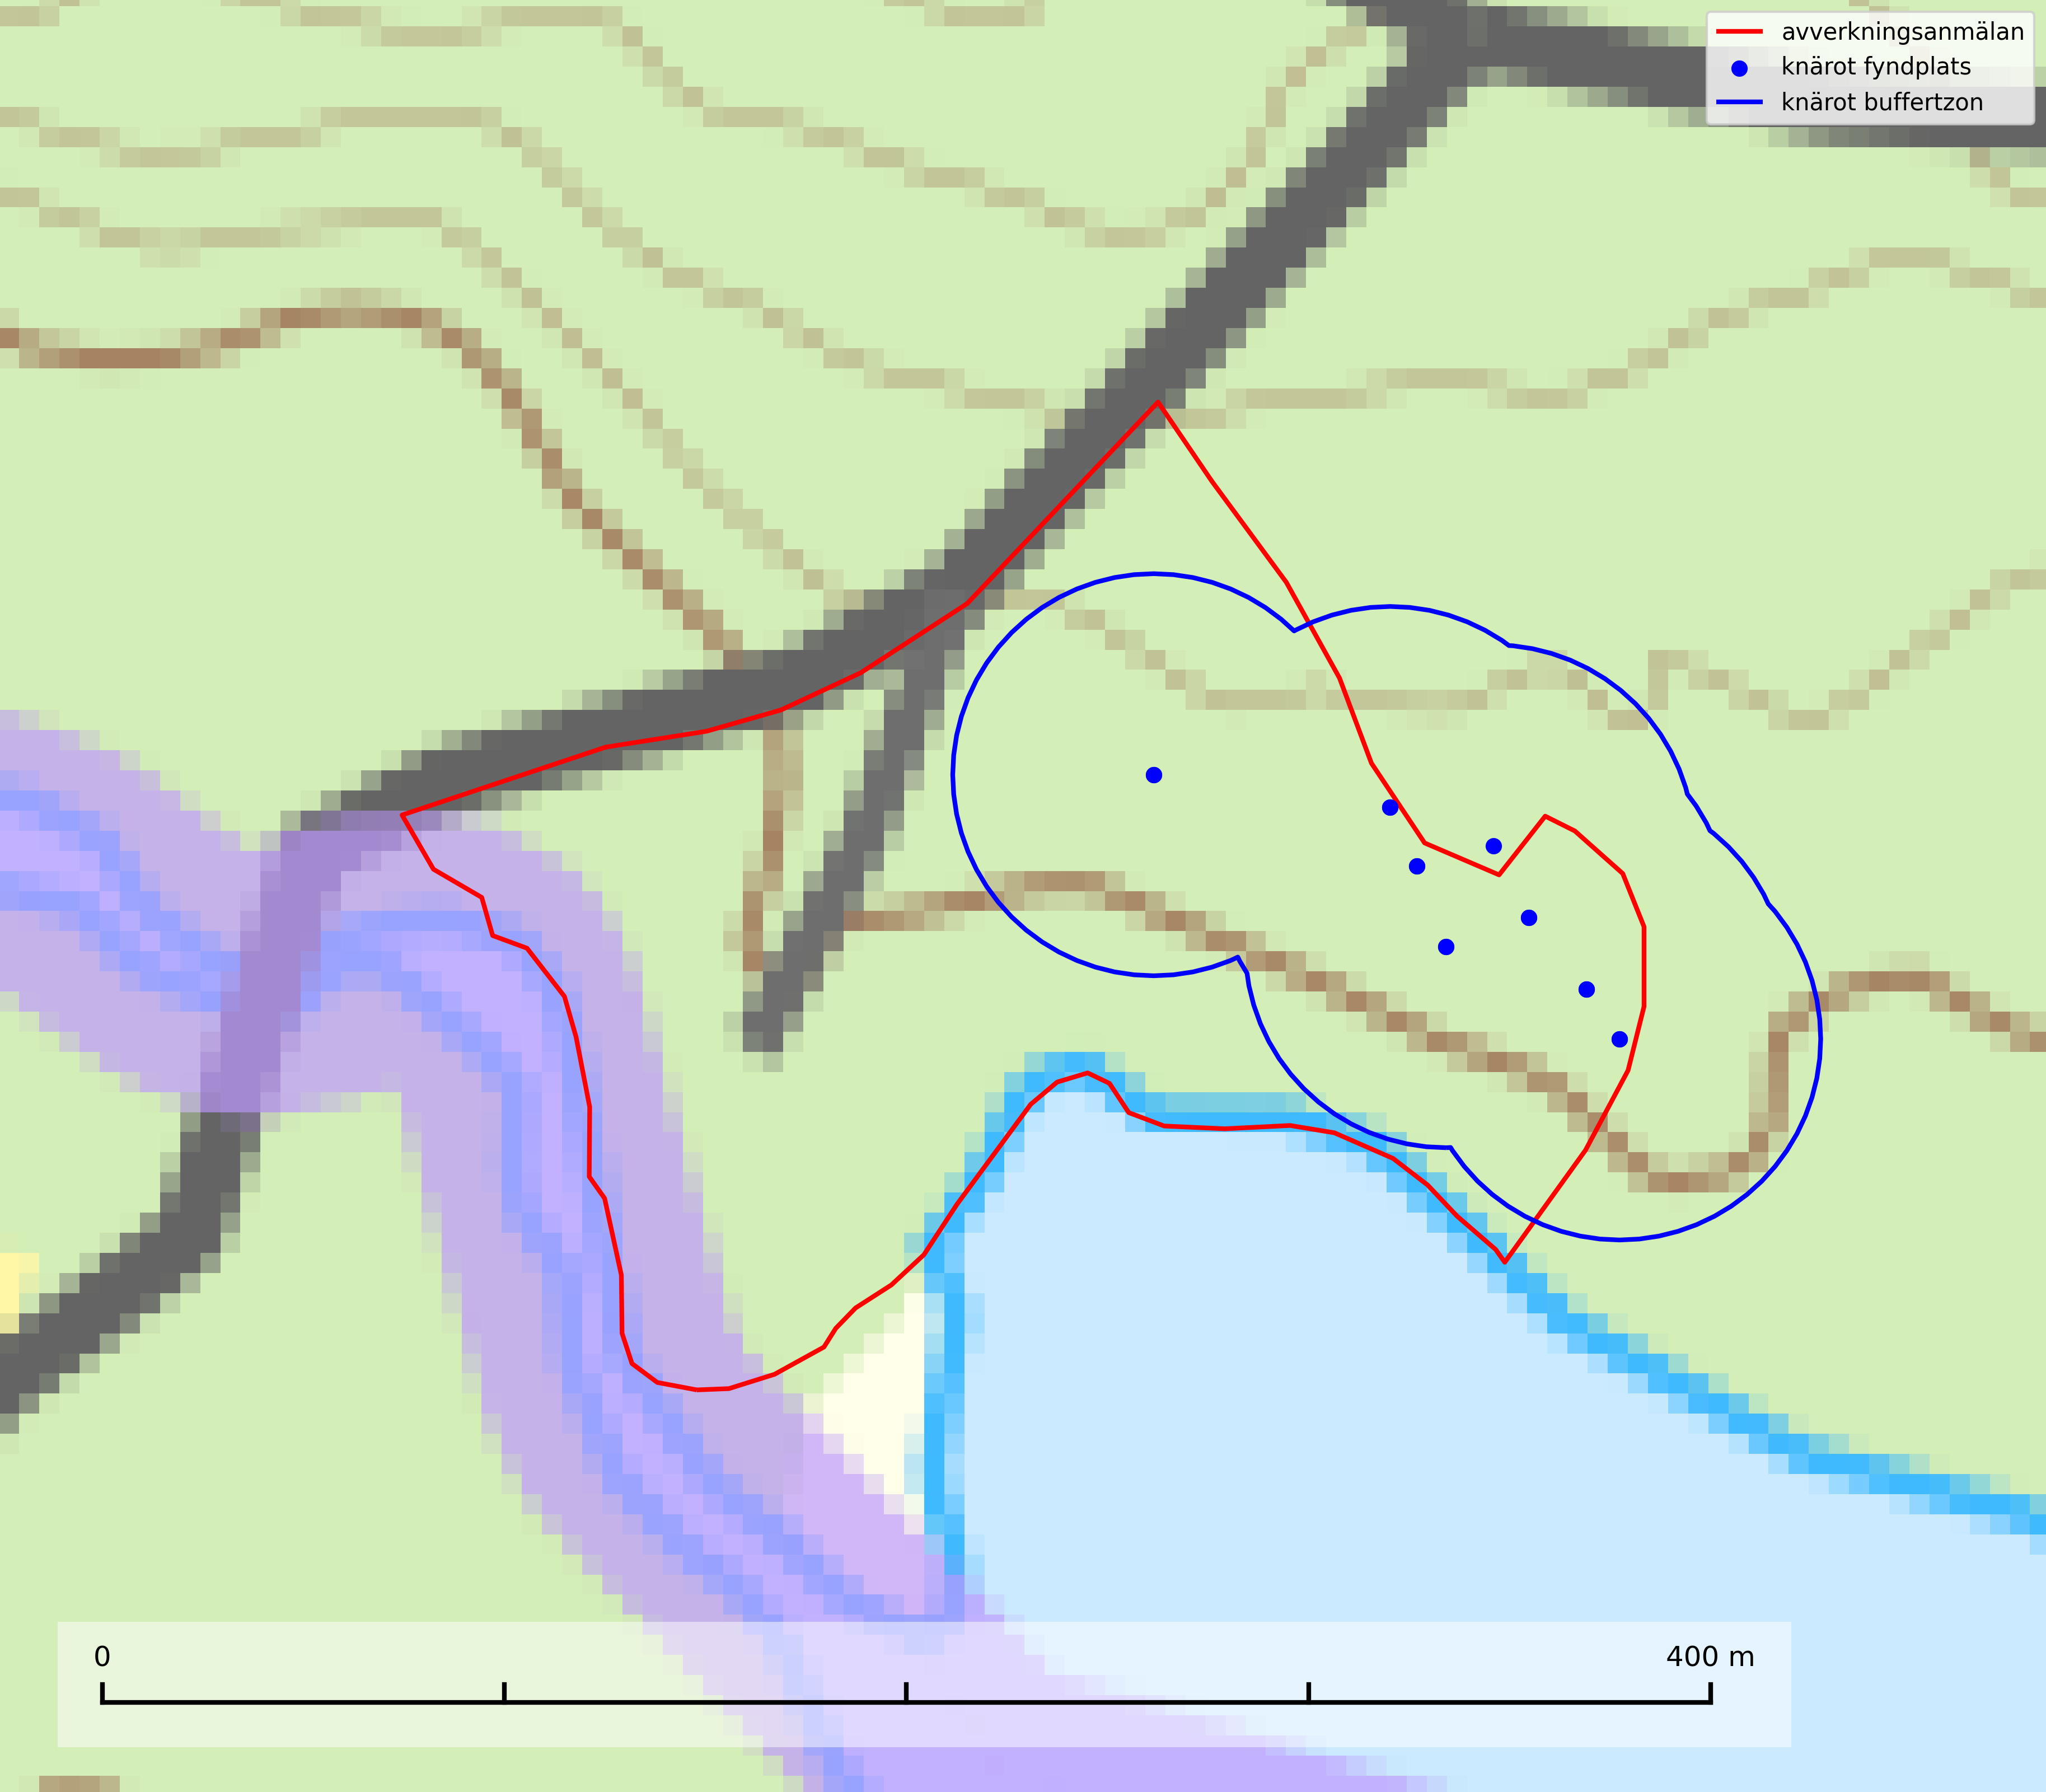 avverkningsanmälan
knärot fyndplats
knärot buffertzon
0
400 m